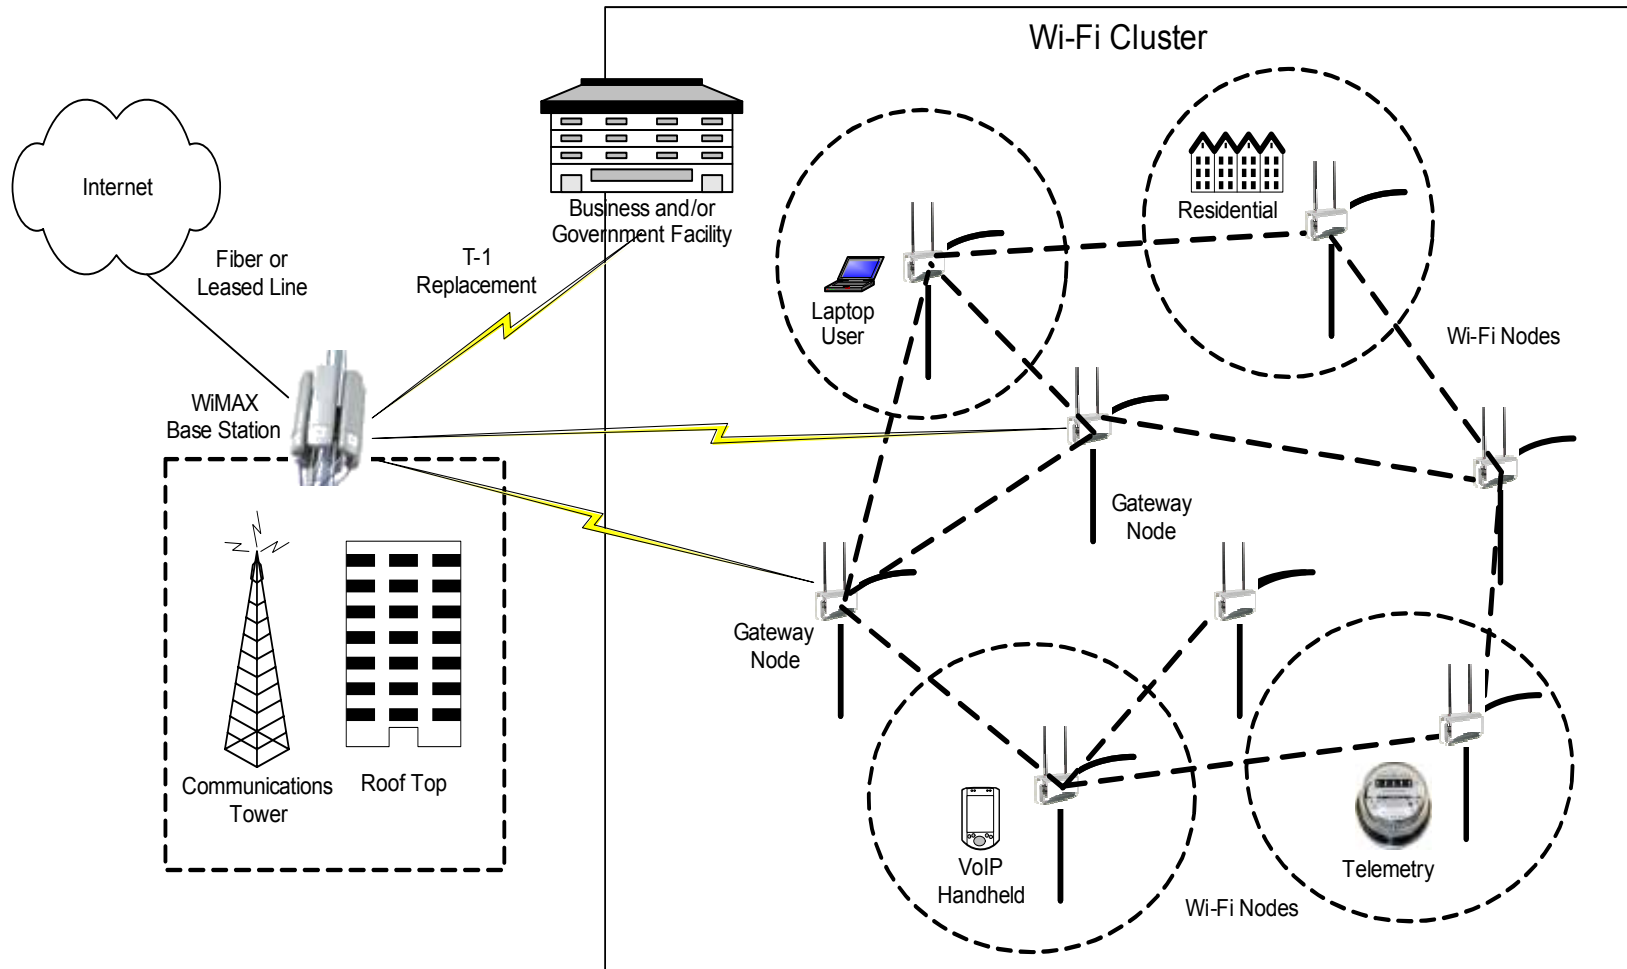 Wi-Fi Cluster
Internet
Fiber or
Leased Line
T-1
Replacement
Business and/or
Government Facility
WiMAX
Base Station
Communications
Tower
Roof Top
Laptop
User
Residential
Wi-Fi Nodes
Gateway
Node
Gateway
Node
VoIP
Handheld
Telemetry
Wi-Fi Nodes